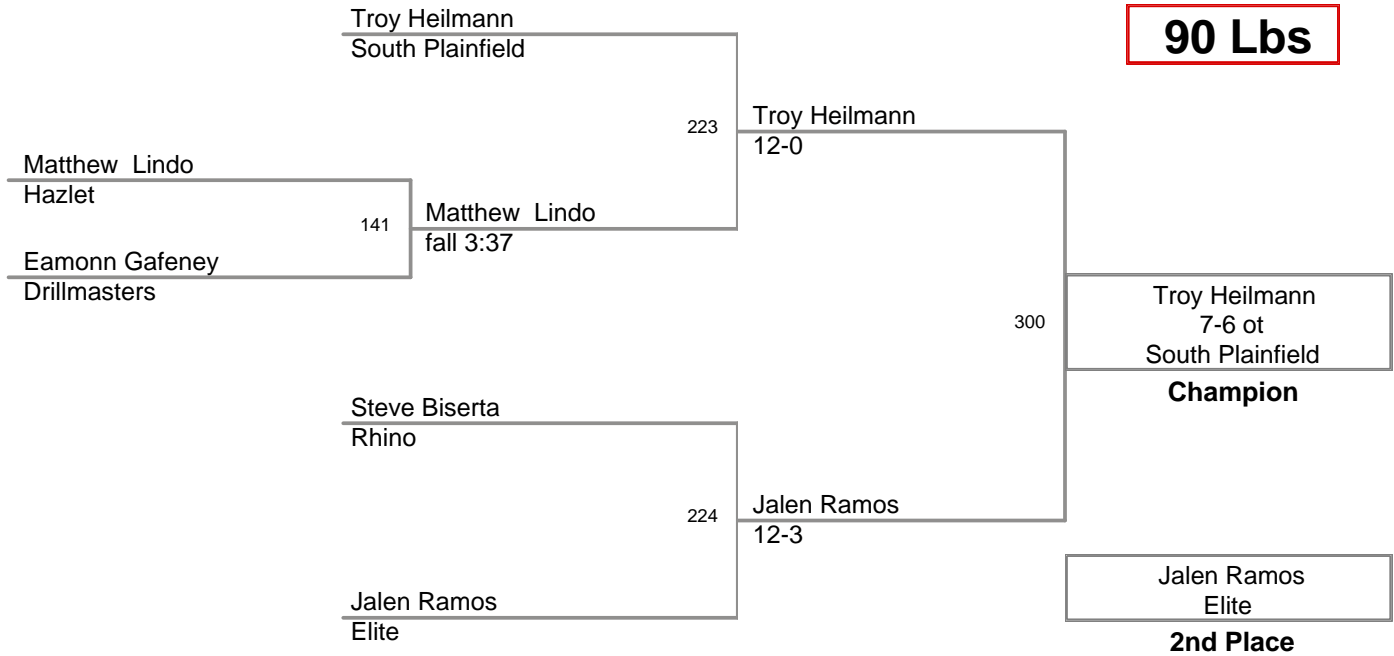 Troy Heilmann
South Plainfield
90 Lbs
223
Troy Heilmann
12-0
Matthew  Lindo
Hazlet
141
Matthew  Lindo
fall 3:37
Eamonn Gafeney
Drillmasters
Troy Heilmann
7-6 ot
South Plainfield
Champion
300
Steve Biserta
Rhino
224
Jalen Ramos
12-3
Jalen Ramos
Elite
Jalen Ramos
Elite
2nd Place